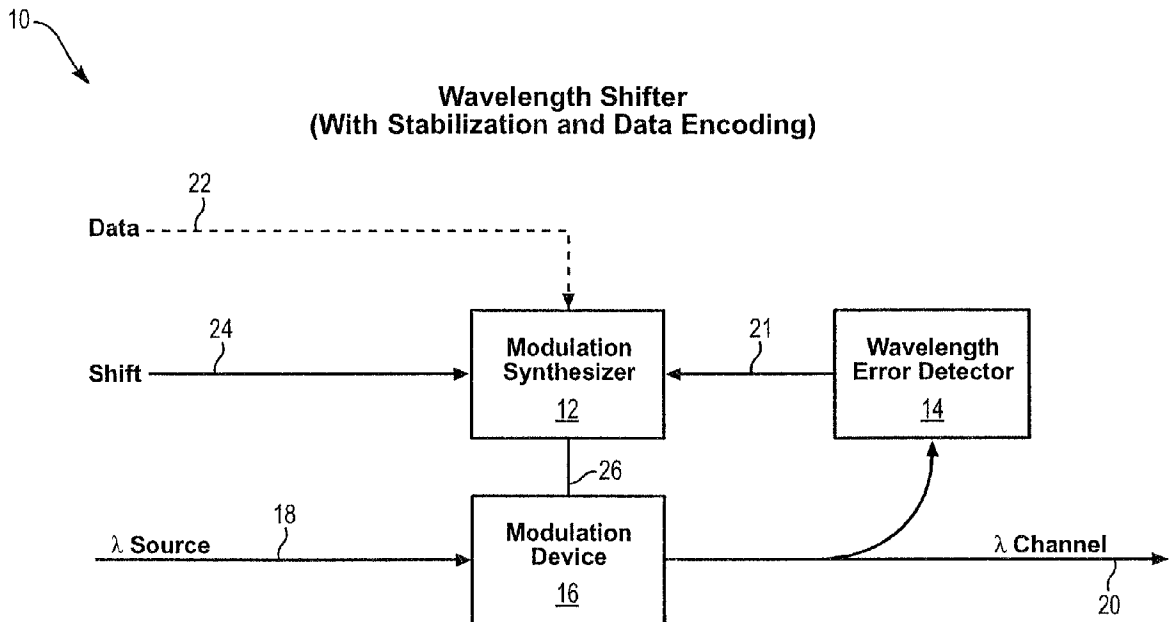 10
Wavelength Shifter
(With Stabilization and Data Encoding)
22
Data
24
Shift
Modulation
Synthesizer
12
21
Wavelength
Error Detector
14
26
λ Source
18
Modulation
Device
16
λ Channel
20